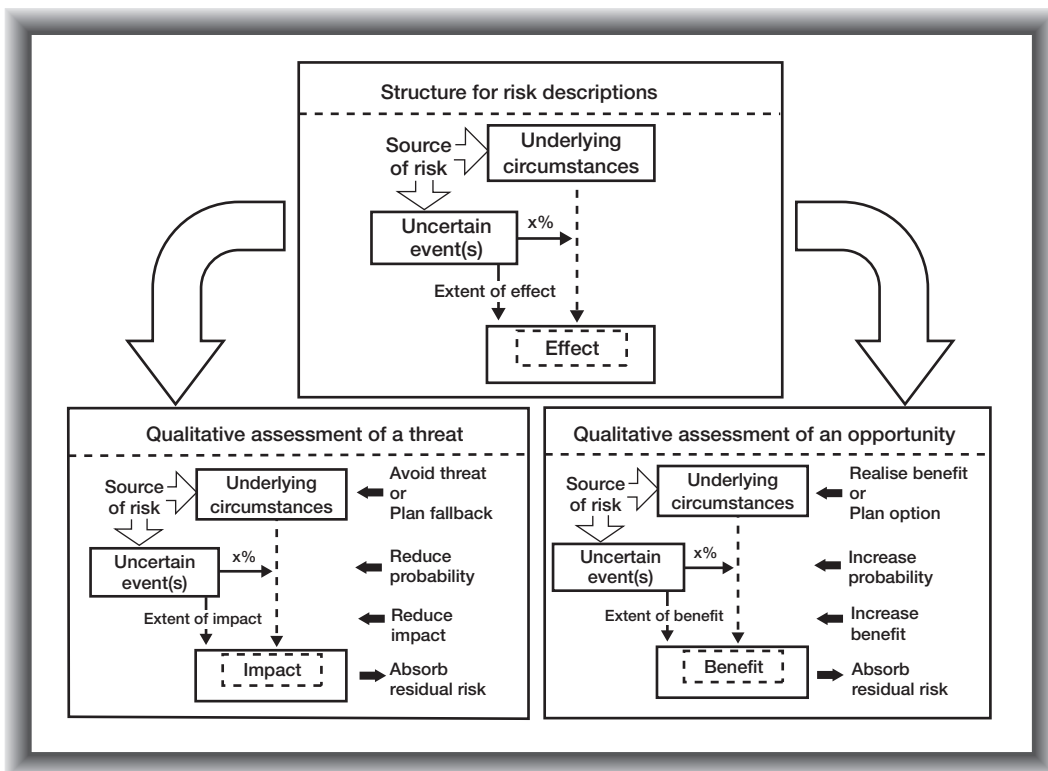 Structure for risk descriptions
Source
of risk
Underlying
circumstances
Uncertain
event(s)
x%
Extent of effect
Effect
Qualitative assessment of a threat
Source
of risk
Underlying
circumstances
Avoid threat
or
Plan fallback
Uncertain
event(s)
x%
Reduce
probability
Extent of impact
Reduce
impact
Impact
Absorb
residual risk
Qualitative assessment of an opportunity
Source
of risk
Underlying
circumstances
Realise benefit
or
Plan option
Uncertain
event(s)
x%
Increase
probability
Extent of benefit
Increase
benefit
Benefit
Absorb
residual risk